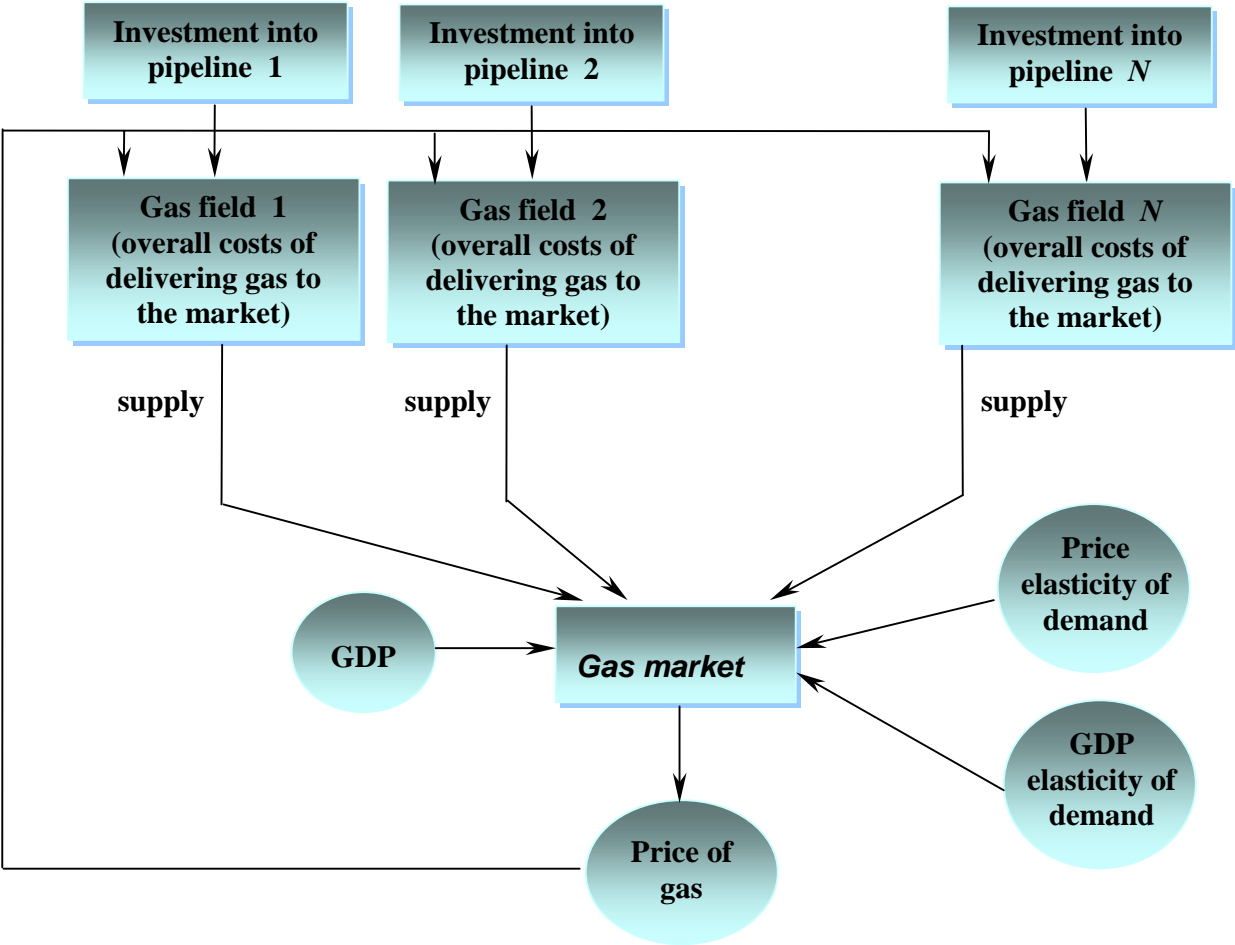 Investment into
pipeline 1
Investment into
pipeline 2
Investment into
pipeline N
Gas field 1
(overall costs of
delivering gas to
the market)
Gas field 2
(overall costs of
delivering gas to
the market)
Gas field N
(overall costs of
delivering gas to
the market)
supply
supply
supply
Price
elasticity of
demand
GDP
Gas market
GDP
elasticity of
demand
Price of
gas